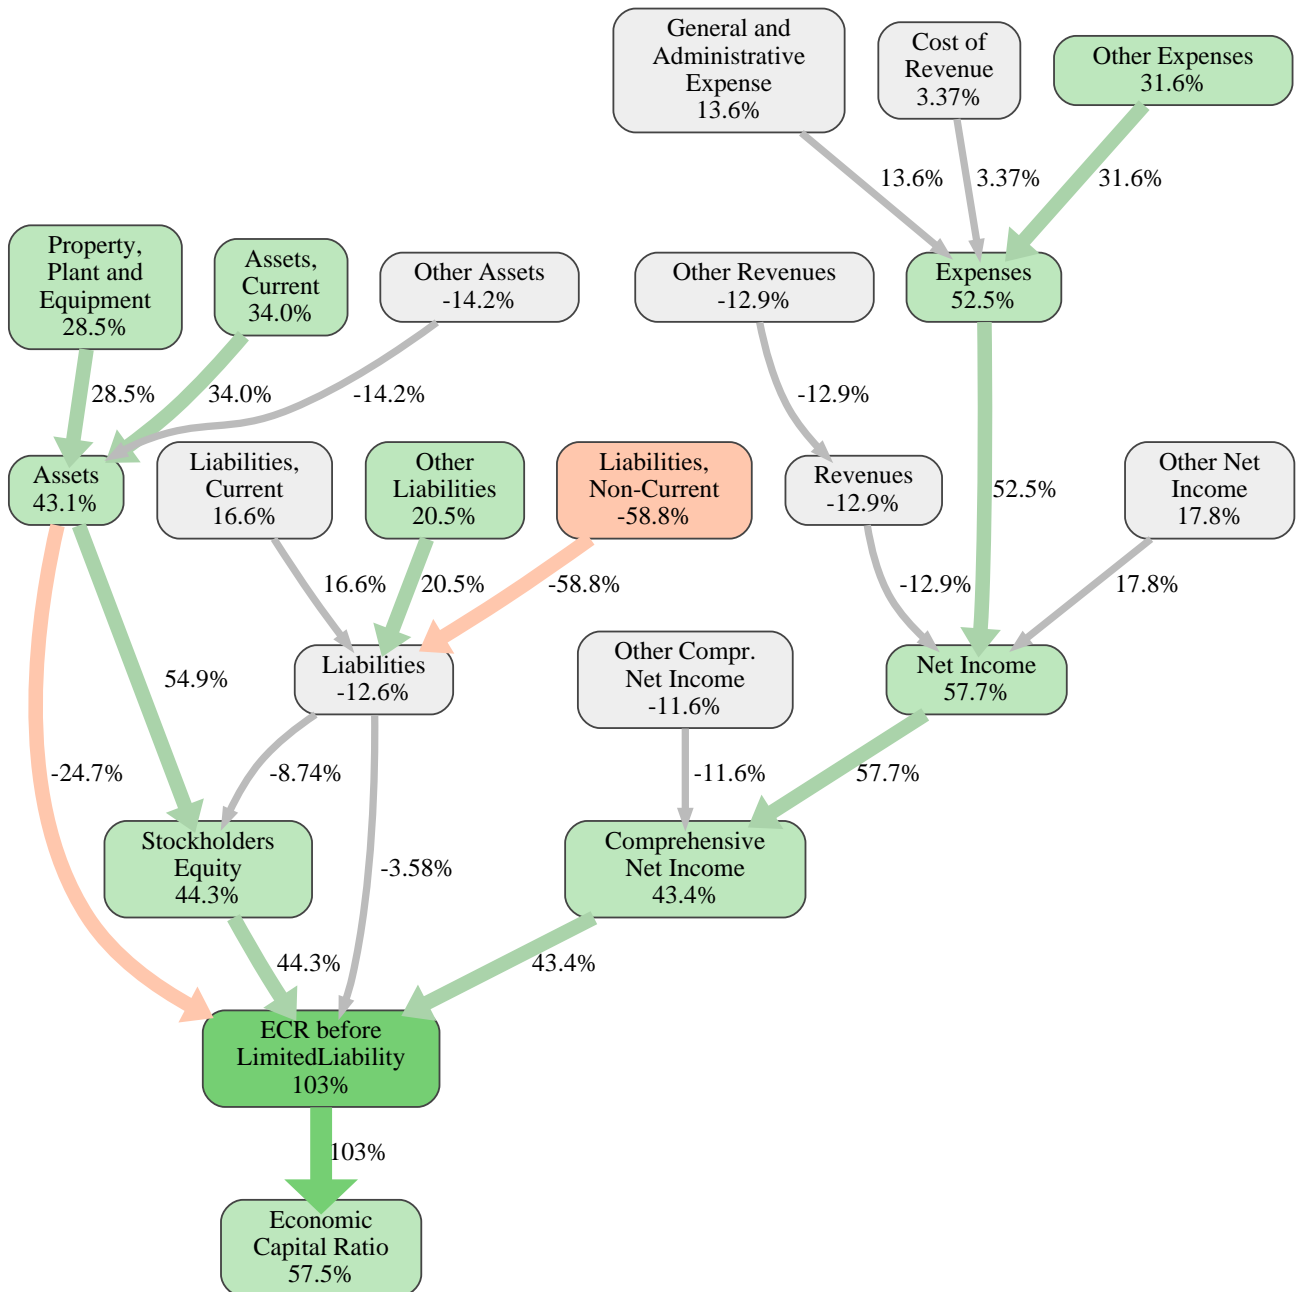 General and
Administrative
Expense
13.6%
Cost of
Revenue
3.37%
Other Expenses
31.6%
13.6%
3.37%
31.6%
Property,
Plant and
Equipment
28.5%
Assets,
Current
34.0%
Other Assets
-14.2%
Other Revenues
-12.9%
Expenses
52.5%
28.5%
34.0%
-14.2%
-12.9%
Assets
43.1%
Liabilities,
Current
16.6%
Other
Liabilities
20.5%
Liabilities,
Non-Current
-58.8%
Revenues
-12.9%
52.5%
Other Net
Income
17.8%
16.6%
20.5%
-58.8%
-12.9%
17.8%
54.9%
Liabilities
-12.6%
Other Compr.
Net Income
-11.6%
Net Income
57.7%
-24.7%
-8.74%
-11.6%
57.7%
Stockholders
Equity
44.3%
-3.58%
Comprehensive
Net Income
43.4%
44.3%
43.4%
ECR before
LimitedLiability
103%
103%
Economic
Capital Ratio
57.5%